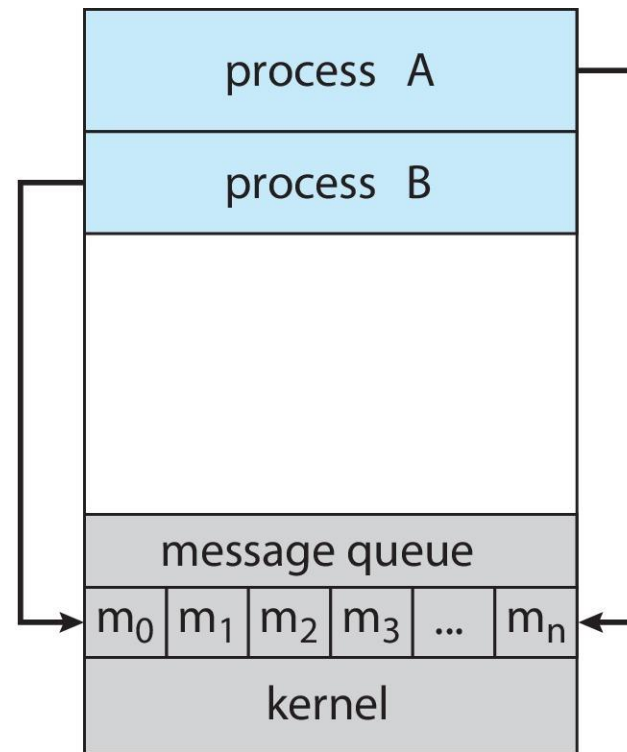 process A
process B
message queue
m₀ m₁ m₂ m₃ ... mₙ
kernel